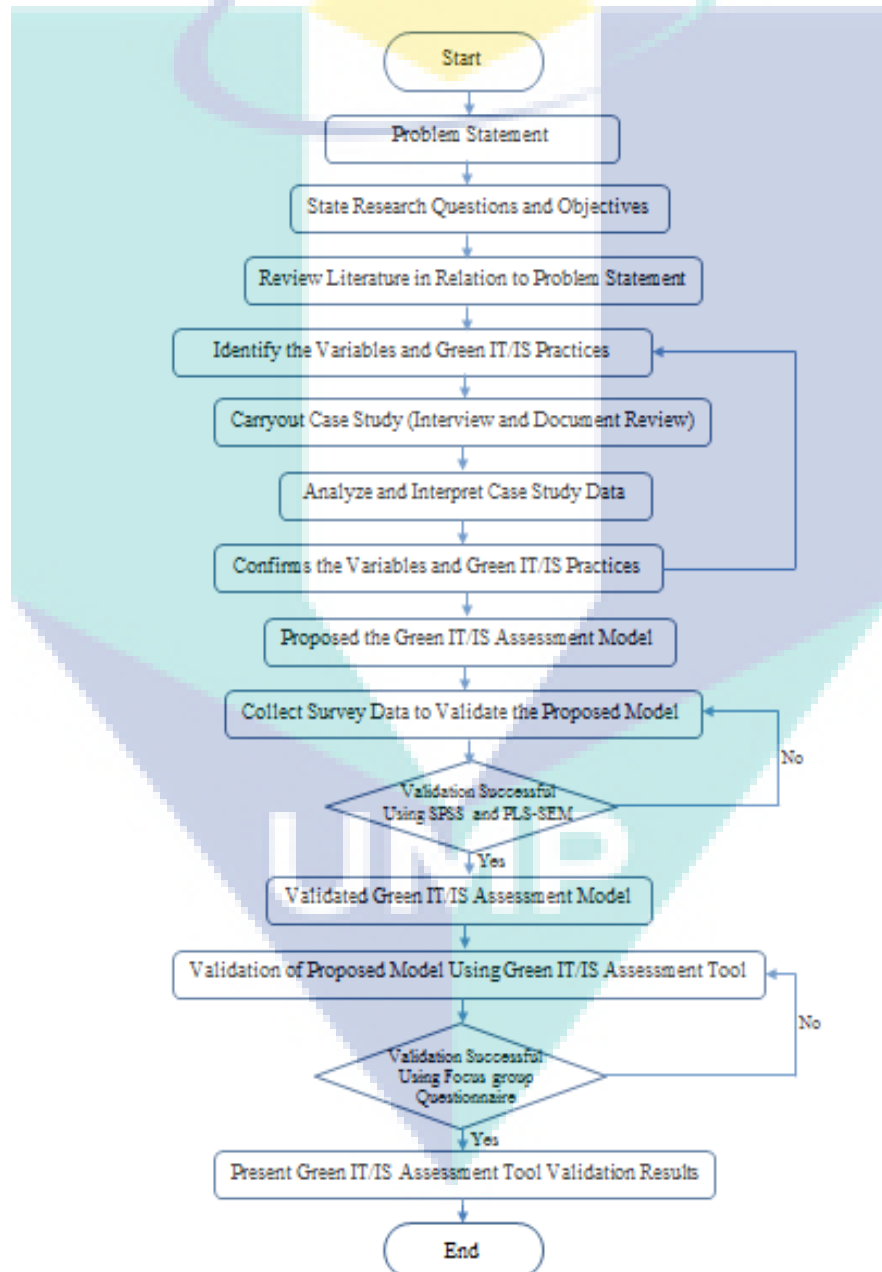 Start
Problem Statement
State Research Questions and Objectives
Review Literature in Relation to Problem Statement
Identify the Variables and Green IT/IS Practices
Carryout Case Study (Interview and Document Review)
Analyze and Interpret Case Study Data
Confirms the Variables and Green IT/IS Practices
Proposed the Green IT/IS Assessment Model
Collect Survey Data to Validate the Proposed Model
No
Validation Successful
Using SPSS and PLS-SEM
Yes
Validated Green IT/IS Assessment Model
Validation of Proposed Model Using Green IT/IS Assessment Tool
No
Validation Successful
Using Focus group
Questionnaire
Yes
Present Green IT/IS Assessment Tool Validation Results
End
UMP